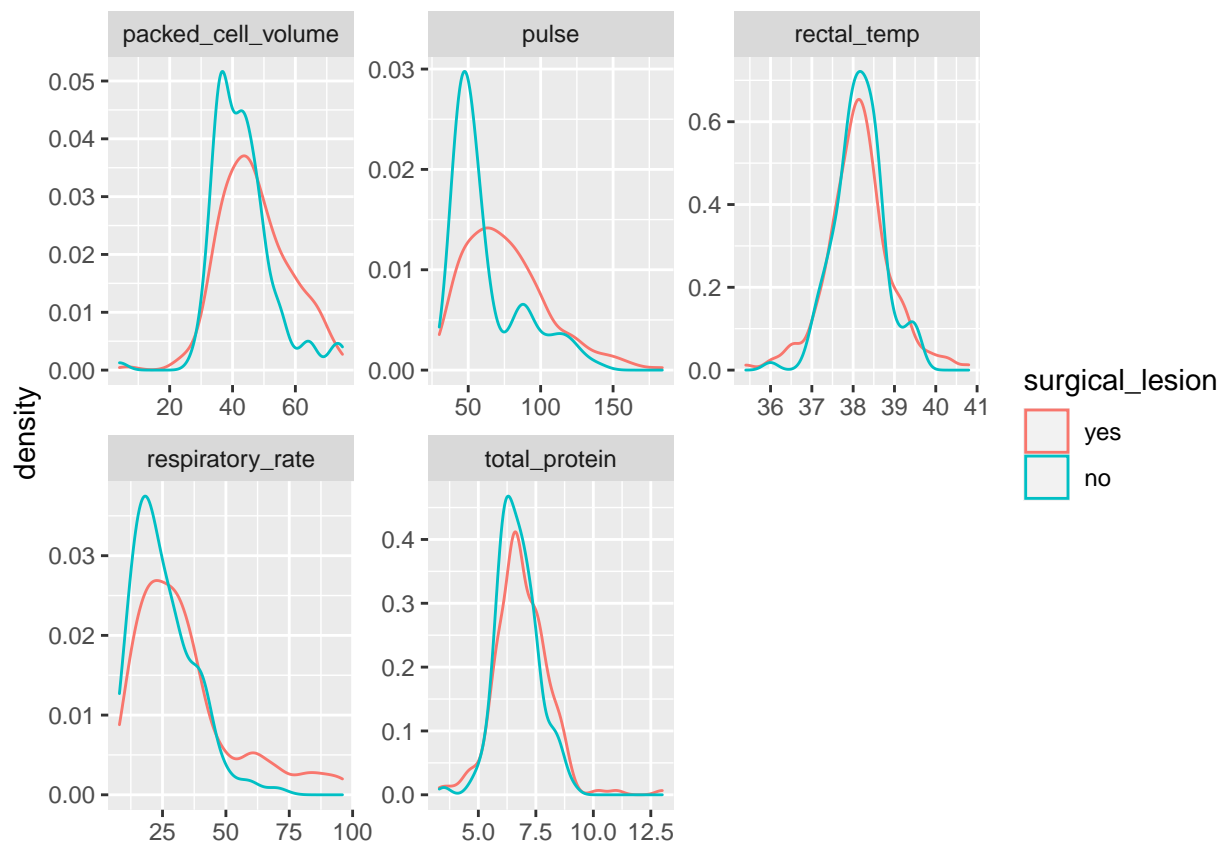 packed_cell_volume
pulse
rectal_temp
0.05
0.04
0.03
0.02
0.01
0.00
20 40 60
0.03
0.02
0.01
0.00
50 100 150
0.6
0.4
0.2
0.0
36 37 38 39 40 41
density
respiratory_rate
total_protein
0.03
0.02
0.01
0.00
25 50 75 100
0.4
0.3
0.2
0.1
0.0
5.0 7.5 10.0 12.5
surgical_lesion
yes
no